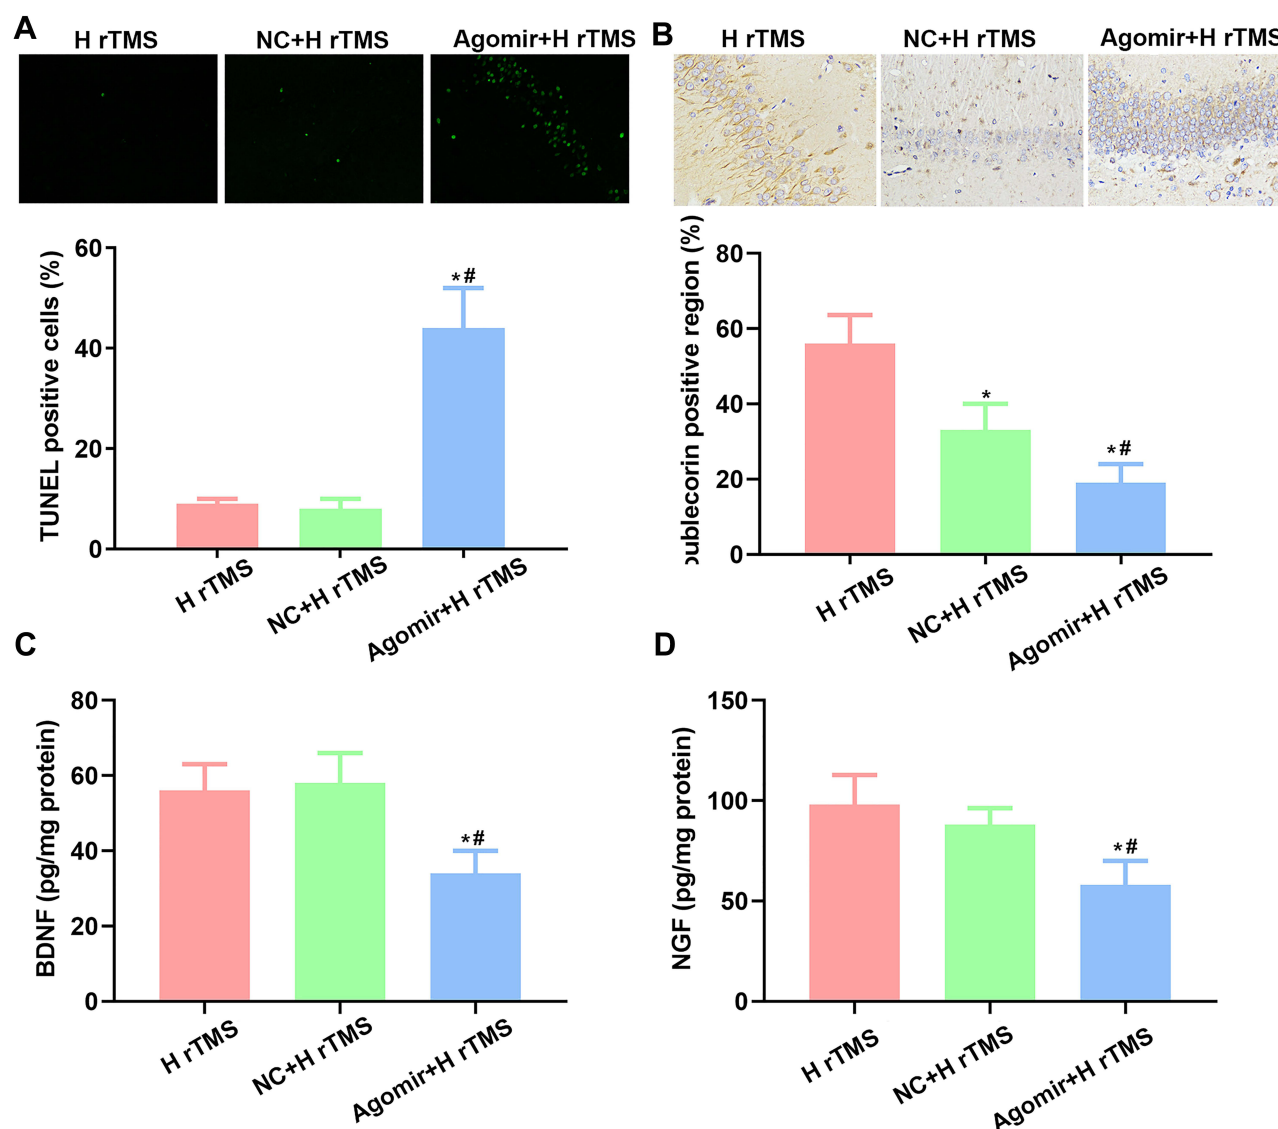 A
H rTMS
NC+H rTMS
Agomir+H rTMS
TUNEL positive cells (%)
60
40
20
0
*#
H rTMS
NC+H rTMS
Agomir+H rTMS
B
H rTMS
NC+H rTMS
Agomir+H rTMS
oublecorin positive region (%)
80
60
40
20
0
*
*#
H rTMS
NC+H rTMS
Agomir+H rTMS
C
BDNF (pg/mg protein)
80
60
40
20
0
*#
H rTMS
NC+H rTMS
Agomir+H rTMS
D
NGF (pg/mg protein)
150
100
50
0
*#
H rTMS
NC+H rTMS
Agomir+H rTMS